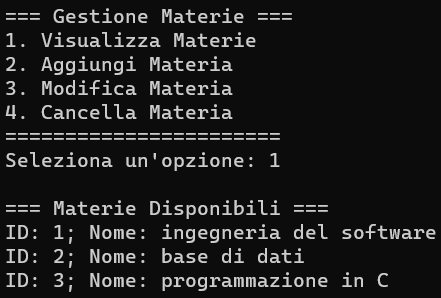 === Gestione Materie ===
1. Visualizza Materie
2. Aggiungi Materia
3. Modifica Materia
4. Cancella Materia
=======================
Seleziona un'opzione: 1
=== Materie Disponibili ===
ID: 1; Nome: ingegneria del software
ID: 2; Nome: base di dati
ID: 3; Nome: programmazione in C